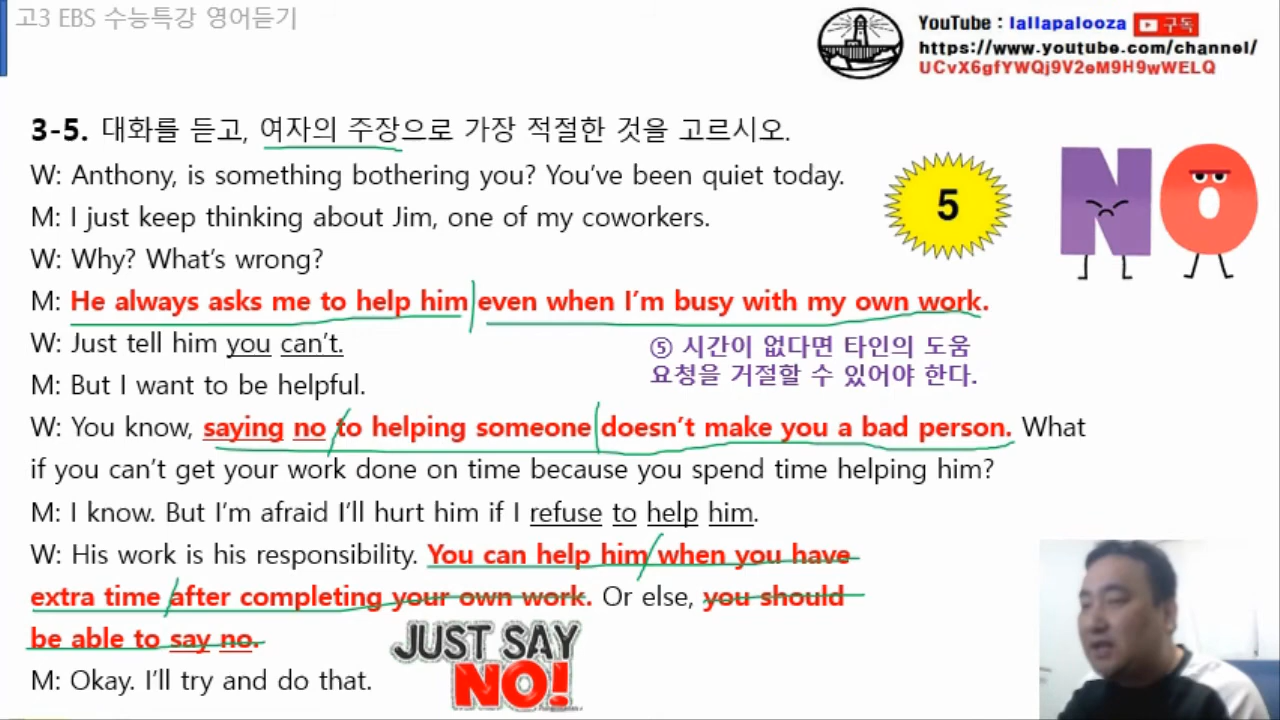 고3 EBS 수능특강 영어듣기
YouTube : lallapalooza 구독
https://www.youtube.com/channel/
UCvX6gfYWQj9V2eM9H9wWELQ
3-5. 대화를 듣고, 여자의 주장으로 가장 적절한 것을 고르시오.
W: Anthony, is something bothering you? You've been quiet today.
M: I just keep thinking about Jim, one of my coworkers.
W: Why? What's wrong?
M: He always asks me to help him even when I'm busy with my own work.
W: Just tell him you can't.
M: But I want to be helpful.
W: You know, saying no to helping someone doesn't make you a bad person. What
if you can't get your work done on time because you spend time helping him?
M: I know. But I'm afraid I'll hurt him if I refuse to help him.
W: His work is his responsibility. You can help him when you have
extra time after completing your own work. Or else, you should
be able to say no.
M: Okay. I'll try and do that.
5
NO
⑤ 시간이 없다면 타인의 도움
요청을 거절할 수 있어야 한다.
JUST SAY
NO!